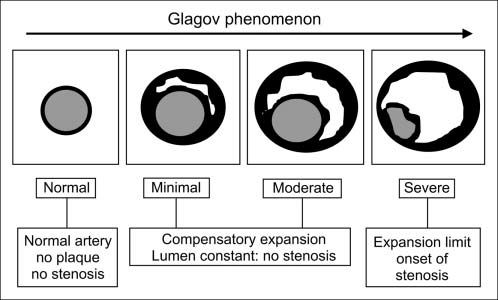 Glagov phenomenon
Normal
Minimal
Moderate
Severe
Normal artery
no plaque
no stenosis
Compensatory expansion
Lumen constant: no stenosis
Expansion limit
onset of
stenosis